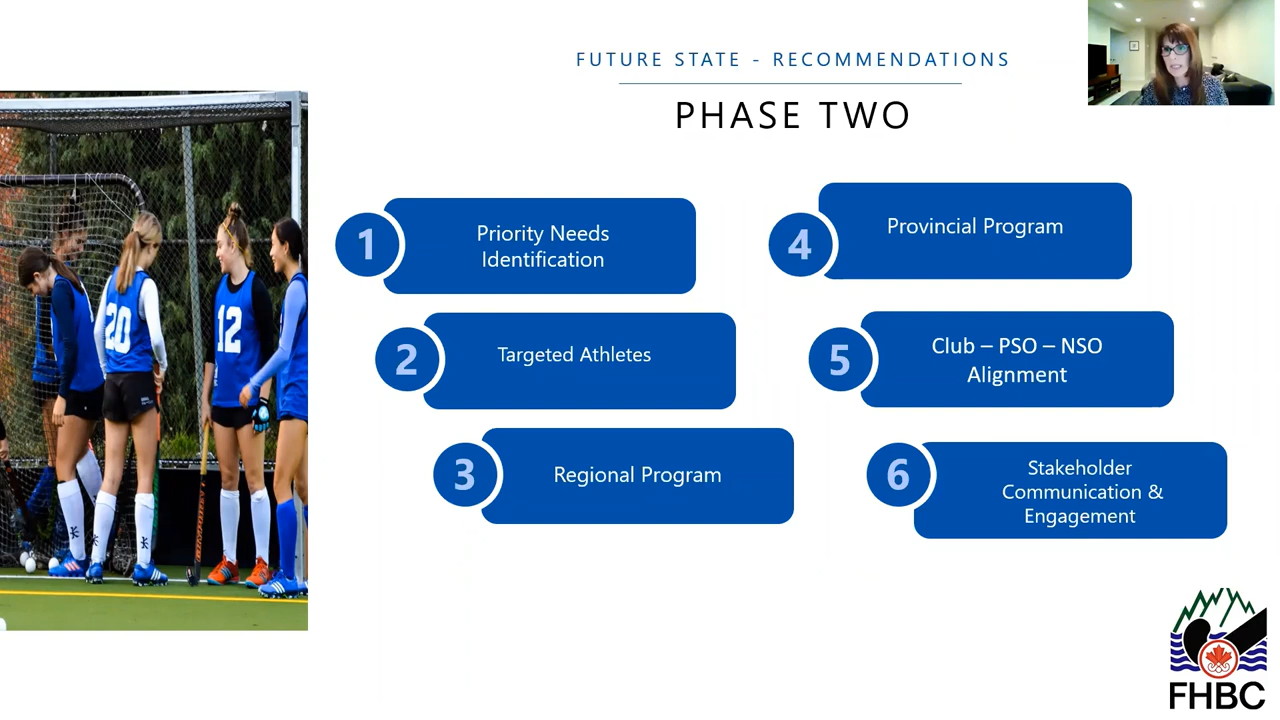 FUTURE STATE - RECOMMENDATIONS
PHASE TWO
1
Priority Needs
Identification
2
Targeted Athletes
3
Regional Program
4
Provincial Program
5
Club – PSO – NSO
Alignment
6
Stakeholder
Communication &
Engagement
20
12
FHBC